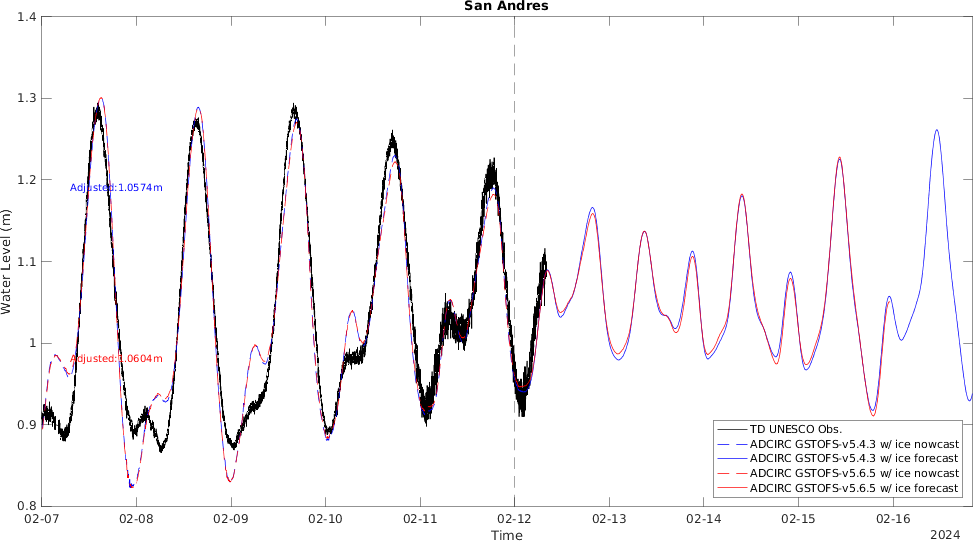 San Andres
1.4
1.3
1.2
1.1
1
0.9
0.8
Water Level (m)
Adjusted:1.0574m
Adjusted:1.0604m
TD UNESCO Obs.
ADCIRC GSTOFS-v5.4.3 w/ ice nowcast
ADCIRC GSTOFS-v5.4.3 w/ ice forecast
ADCIRC GSTOFS-v5.6.5 w/ ice nowcast
ADCIRC GSTOFS-v5.6.5 w/ ice forecast
02-07 02-08 02-09 02-10 02-11 02-12 02-13 02-14 02-15 02-16
Time
2024